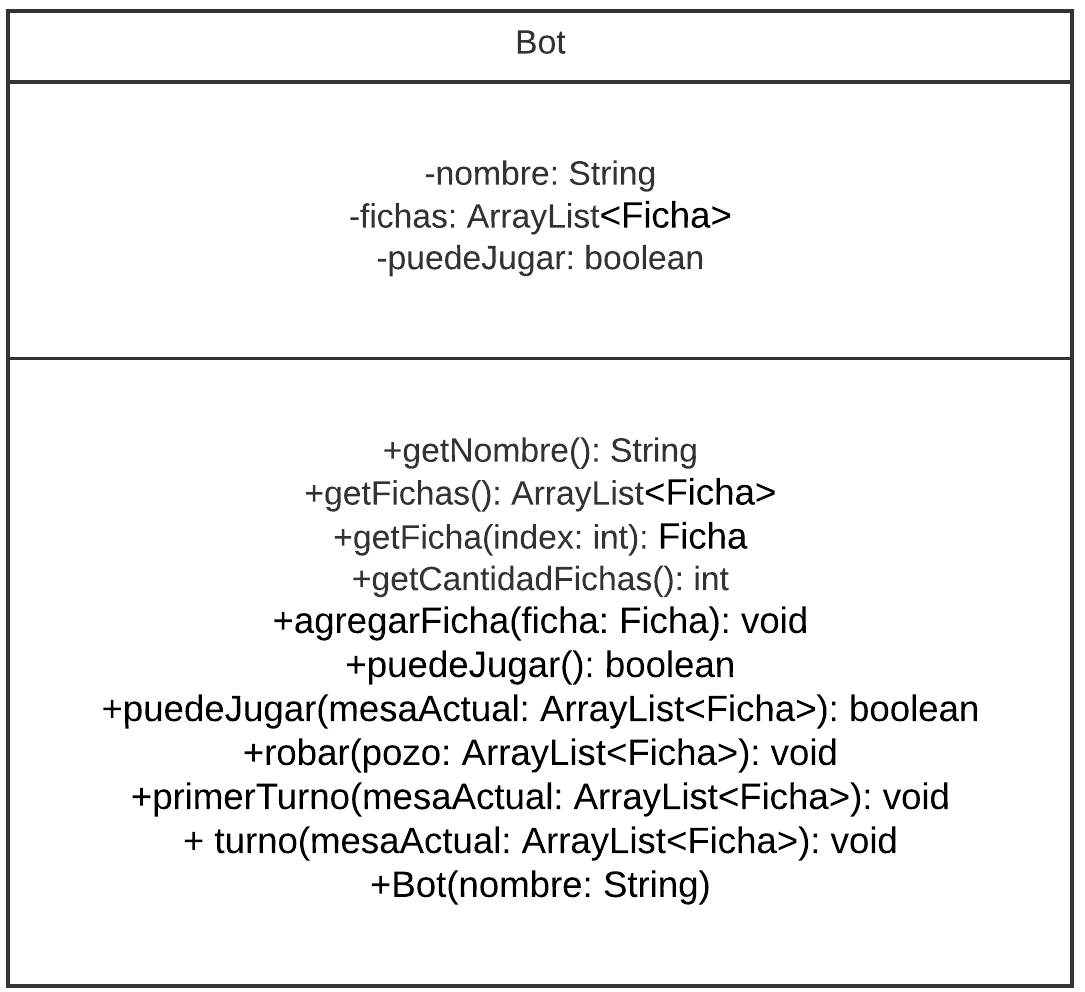 Bot
-nombre: String
-fichas: ArrayList<Ficha>
-puedeJugar: boolean
+getNombre(): String
+getFichas(): ArrayList<Ficha>
+getFicha(index: int): Ficha
+getCantidadFichas(): int
+agregarFicha(ficha: Ficha): void
+puedeJugar(): boolean
+puedeJugar(mesaActual: ArrayList<Ficha>): boolean
+robar(pozo: ArrayList<Ficha>): void
+primerTurno(mesaActual: ArrayList<Ficha>): void
+ turno(mesaActual: ArrayList<Ficha>): void
+Bot(nombre: String)